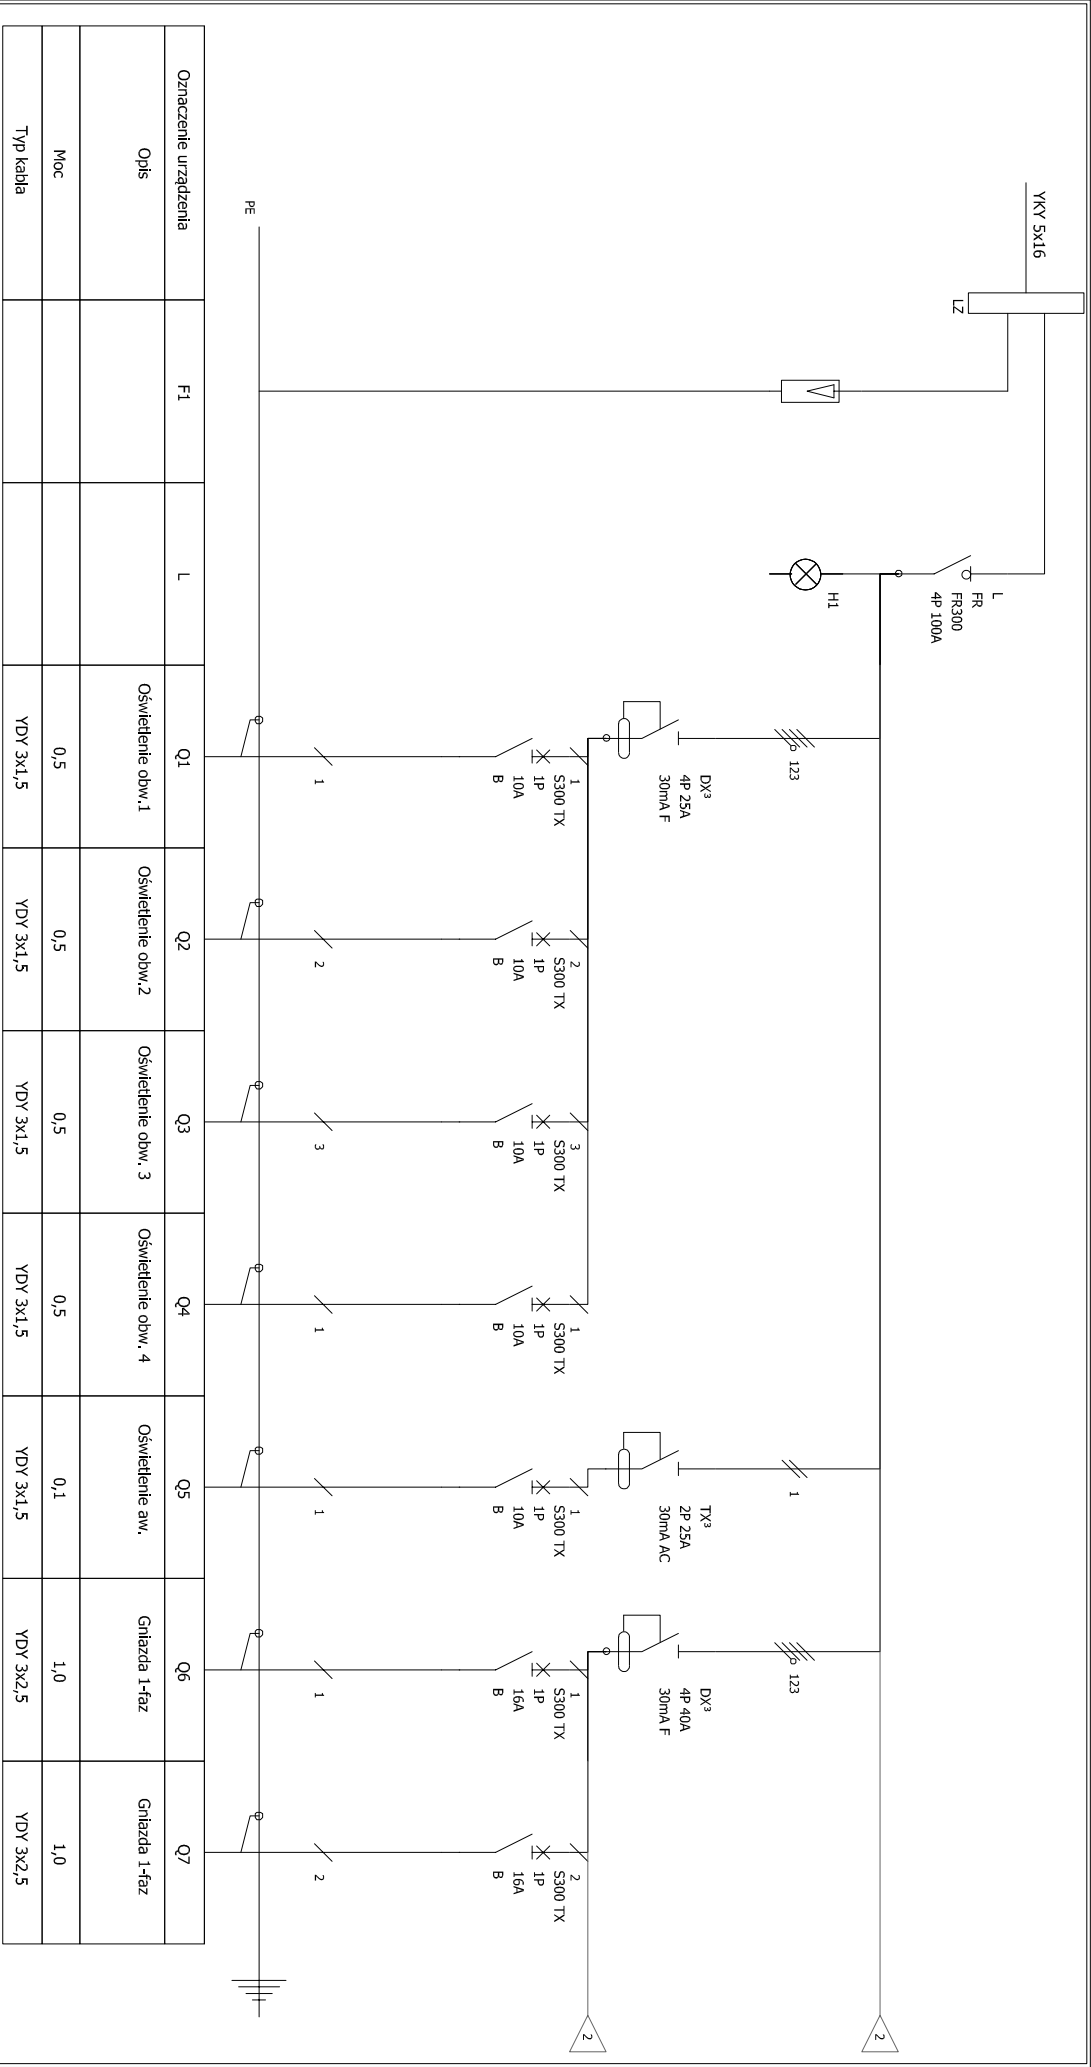 YKY 5x16
LZ
L
FR
FR300
4P 100A
H1
123
DX³
4P 25A
30mA F
1
TX³
2P 25A
30mA AC
123
DX³
4P 40A
30mA F
1
S300 TX
1P
10A
B
2
S300 TX
1P
10A
B
3
S300 TX
1P
10A
B
1
S300 TX
1P
10A
B
1
S300 TX
1P
10A
B
1
S300 TX
1P
16A
B
2
S300 TX
1P
16A
B
2
2
1
2
3
1
1
1
2
PE
Oznaczenie urządzenia F1 L Q1 Q2 Q3 Q4 Q5 Q6 Q7
Opis Oświetlenie obw.1 Oświetlenie obw.2 Oświetlenie obw. 3 Oświetlenie obw. 4 Oświetlenie aw. Gniazda 1-faz Gniazda 1-faz
Moc 0,5 0,5 0,5 0,5 0,1 1,0 1,0
Typ kabla YDY 3x1,5 YDY 3x1,5 YDY 3x1,5 YDY 3x1,5 YDY 3x1,5 YDY 3x2,5 YDY 3x2,5